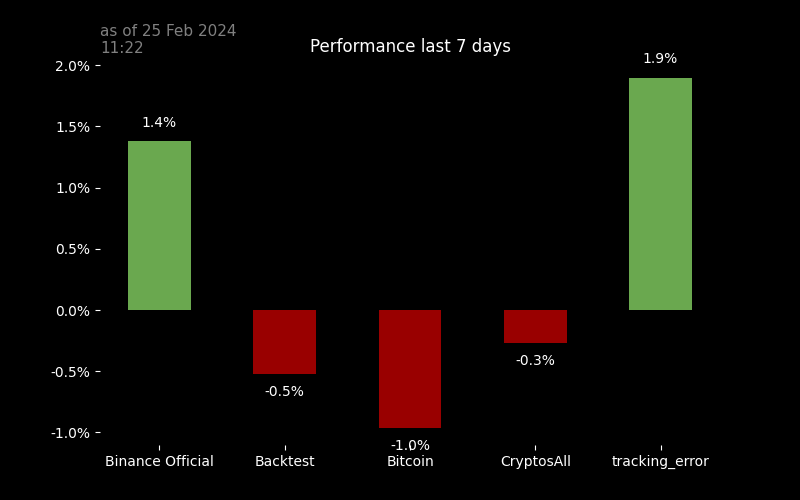 as of 25 Feb 2024
11:22
Performance last 7 days
2.0%
1.5%
1.0%
0.5%
0.0%
-0.5%
-1.0%
1.4%
-0.5%
-1.0%
-0.3%
1.9%
Binance Official
Backtest
Bitcoin
CryptosAll
tracking_error